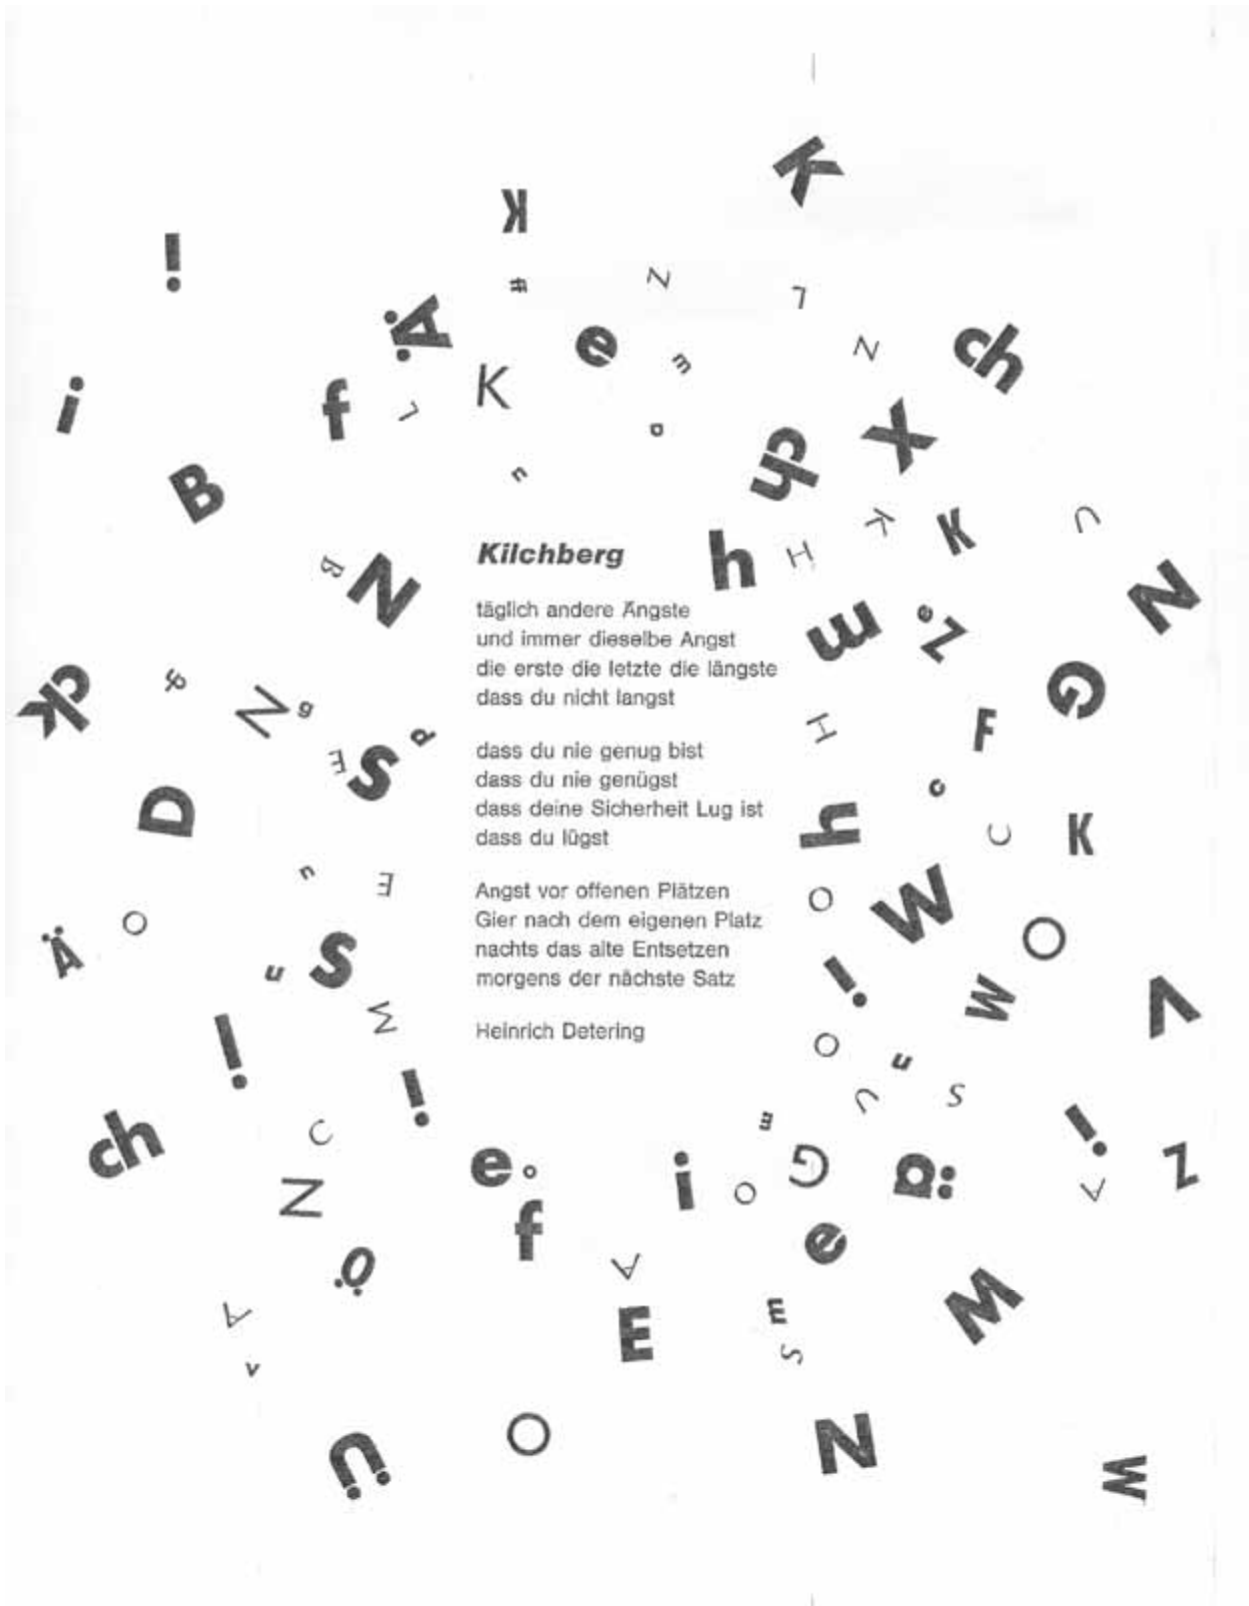 Kilchberg
täglich andere Ängste
und immer dieselbe Angst
die erste die letzte die längste
dass du nicht langst
dass du nie genug bist
dass du nie genügst
dass deine Sicherheit Lug ist
dass du lügst
Angst vor offenen Plätzen
Gier nach dem eigenen Platz
nachts das alte Entsetzen
morgens der nächste Satz
Heinrich Detering